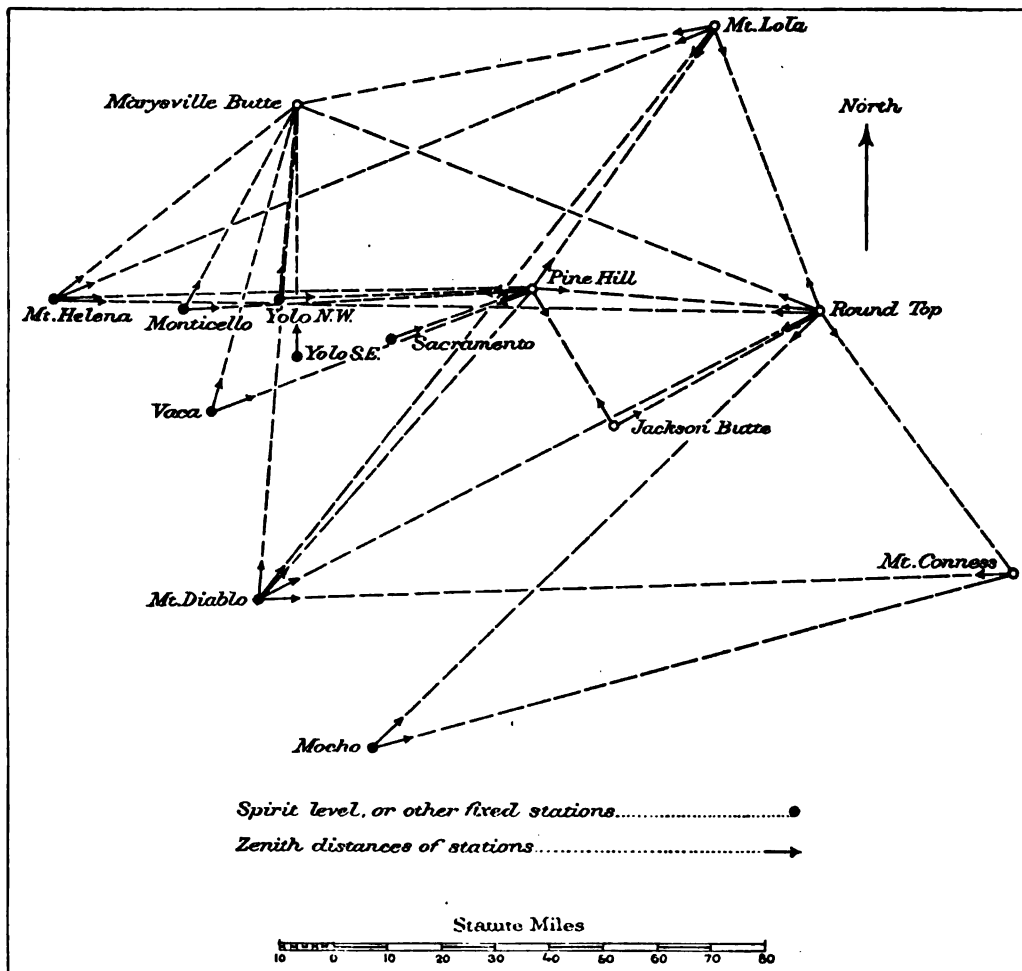 Mt. Lola
Marysville Butte
North
Pine Hill
Mt. Helena
Monticello
Yolo N.W.
Round Top
Sacramento
Yolo S.E.
Vaca
Jackson Butte
Mt. Conness
Mt. Diablo
Mocho
Spirit level, or other fixed stations
Zenith distances of stations
Statute Miles
10 0 10 20 30 40 50 60 70 80